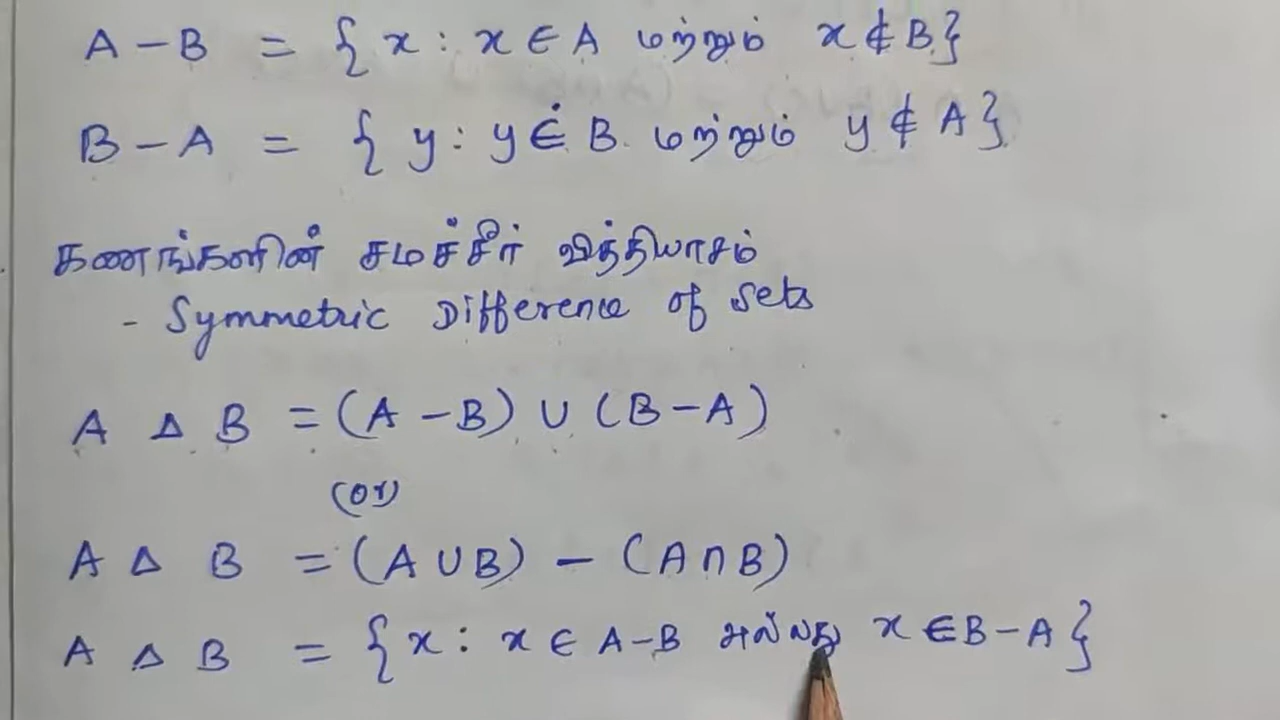 A - B = { x : x ∈ A மற்றும் x ∉ B}
B - A = { y : y ∈ B மற்றும் y ∉ A }
கணங்களின் சமச்சீர் வித்தியாசம்
- Symmetric Difference of sets
A Δ B = (A - B) ∪ (B - A)
(or)
A Δ B = (A ∪ B) - (A ∩ B)
A Δ B = { x : x ∈ A - B அல்லது x ∈ B - A }